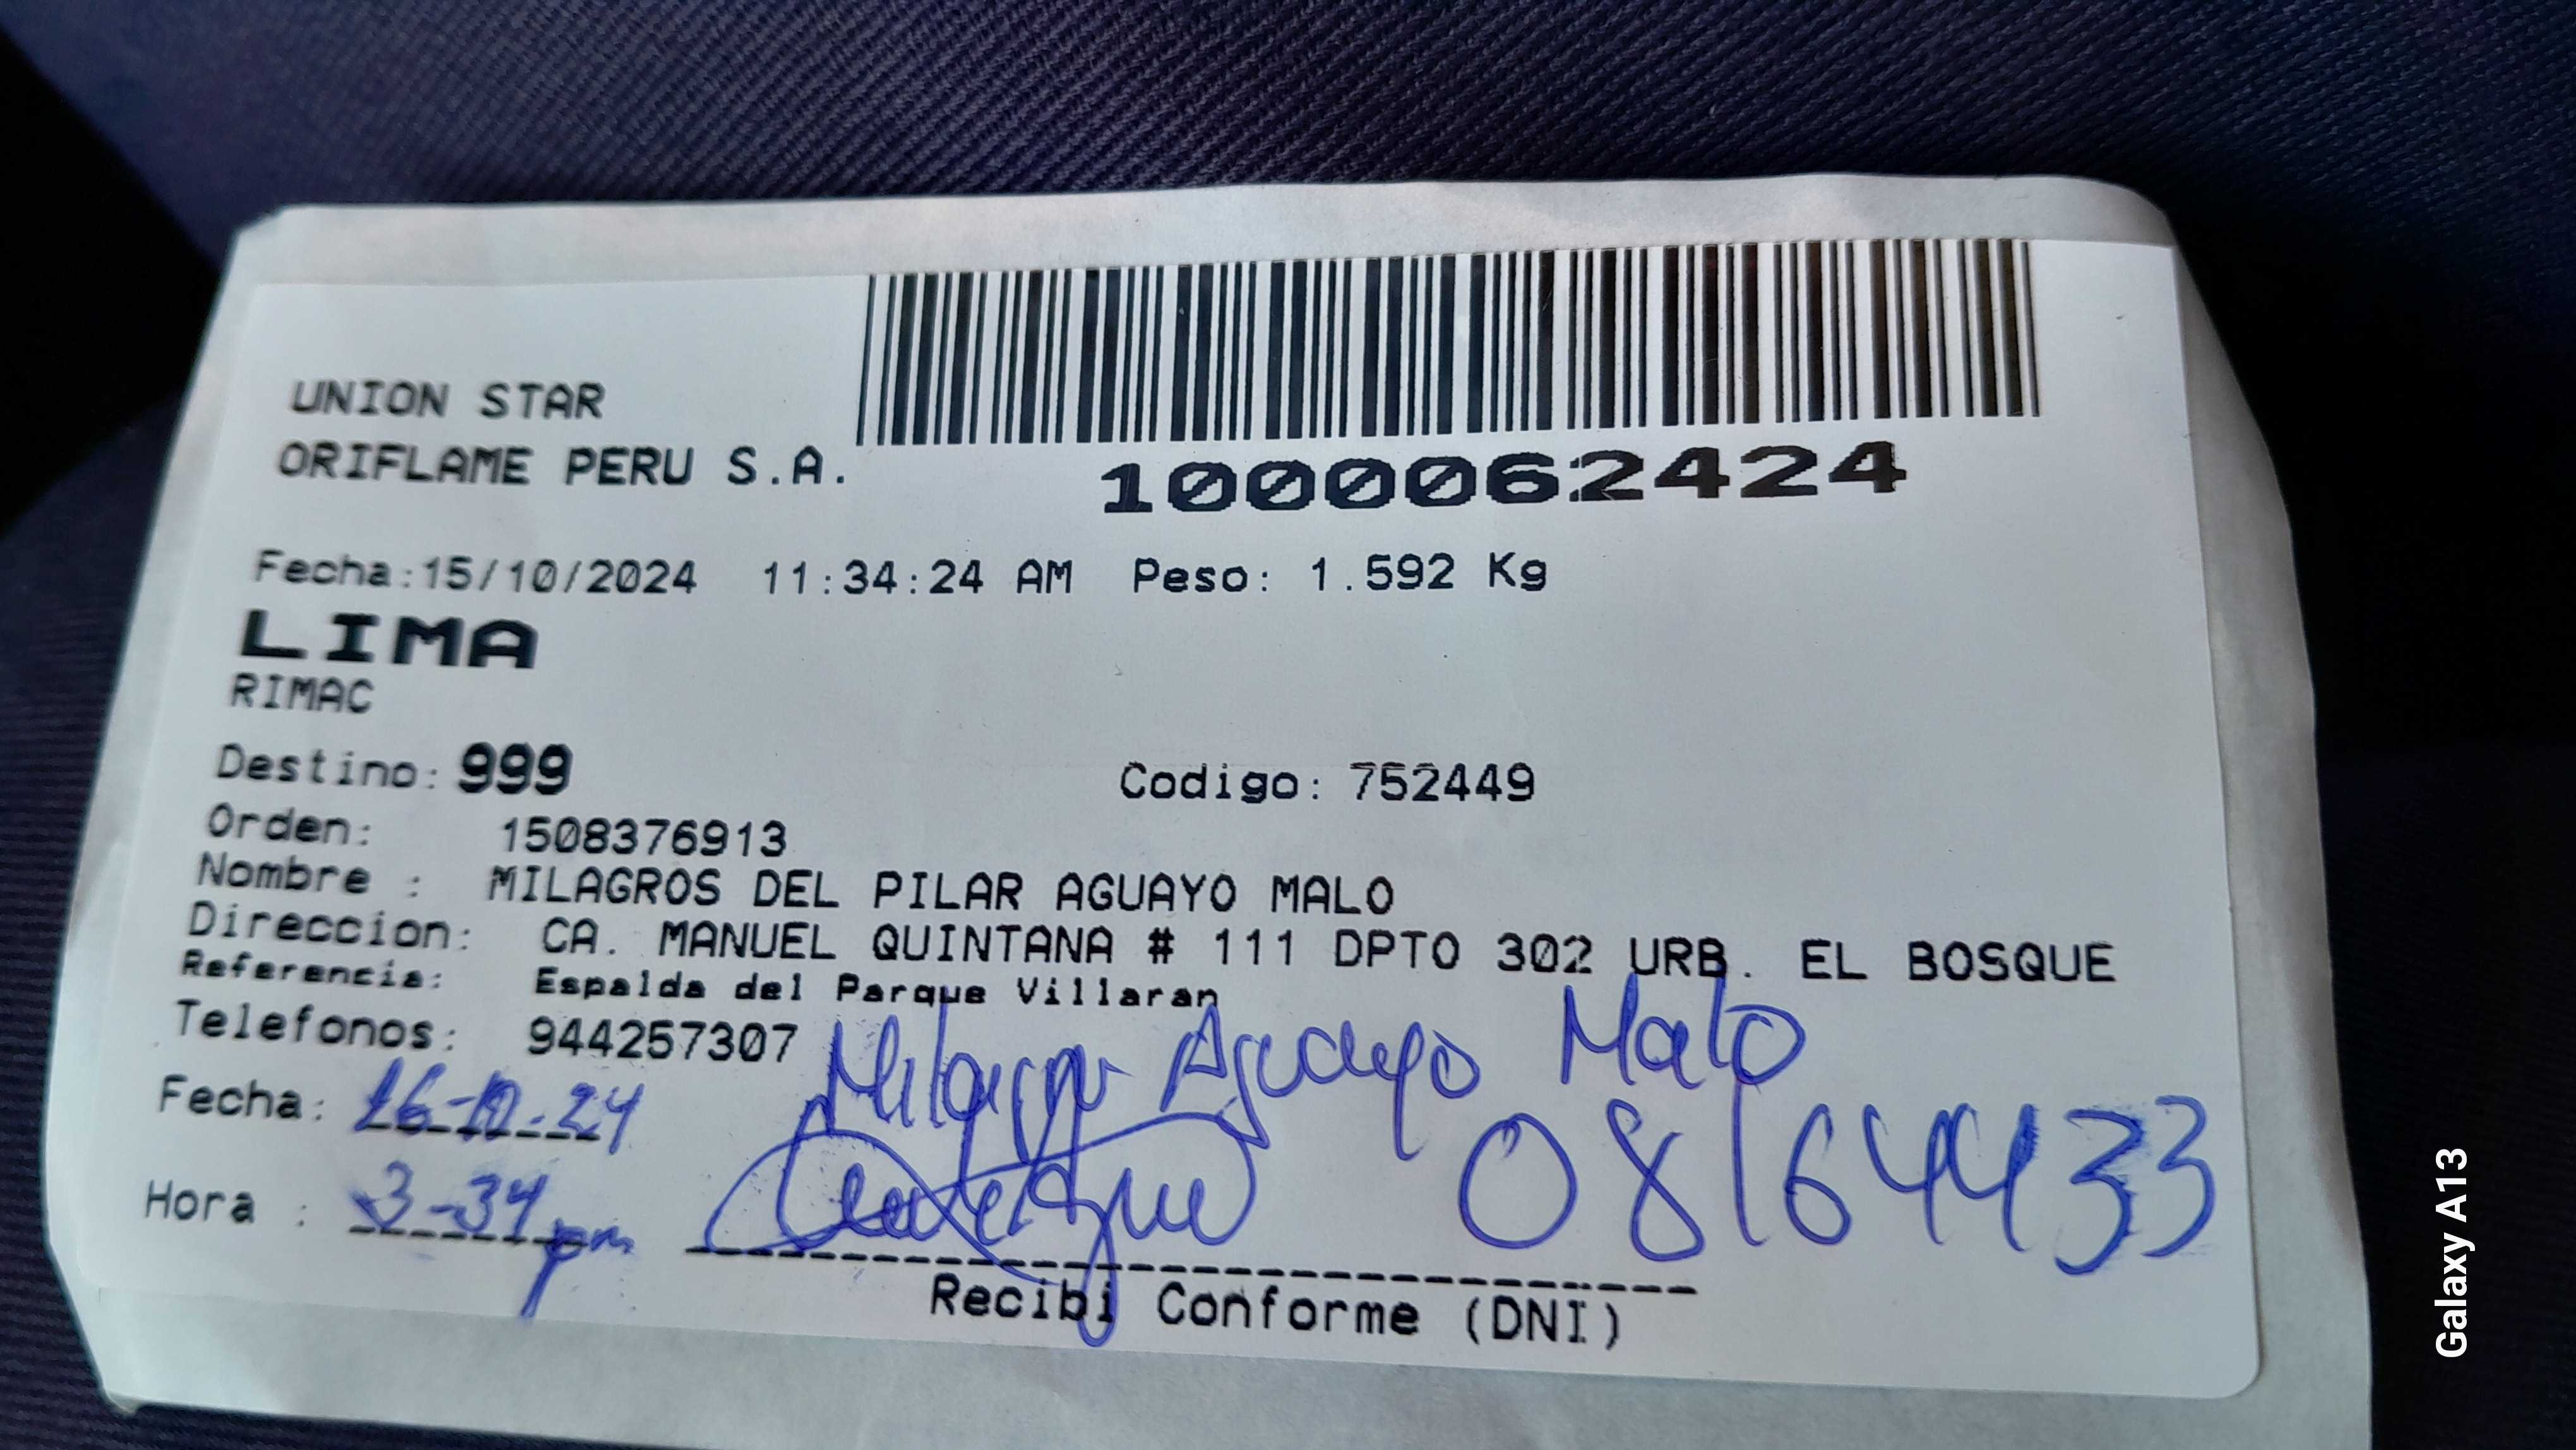 UNION STAR
ORIFLAME PERU S.A.
1000062424
Fecha:15/10/2024 11:34:24 AM Peso: 1.592 Kg
LIMA
RIMAC
Destino: 999 Codigo: 752449
Orden: 1508376913
Nombre : MILAGROS DEL PILAR AGUAYO MALO
Direccion: CA. MANUEL QUINTANA # 111 DPTO 302 URB. EL BOSQUE
Referencia: Espalda del Parque Villaran
Telefonos: 944257307
Milagros Aguayo Malo
Fecha: 16-10-24
08164433
Hora : 3-34 pm
Recibi Conforme (DNI)
Galaxy A13